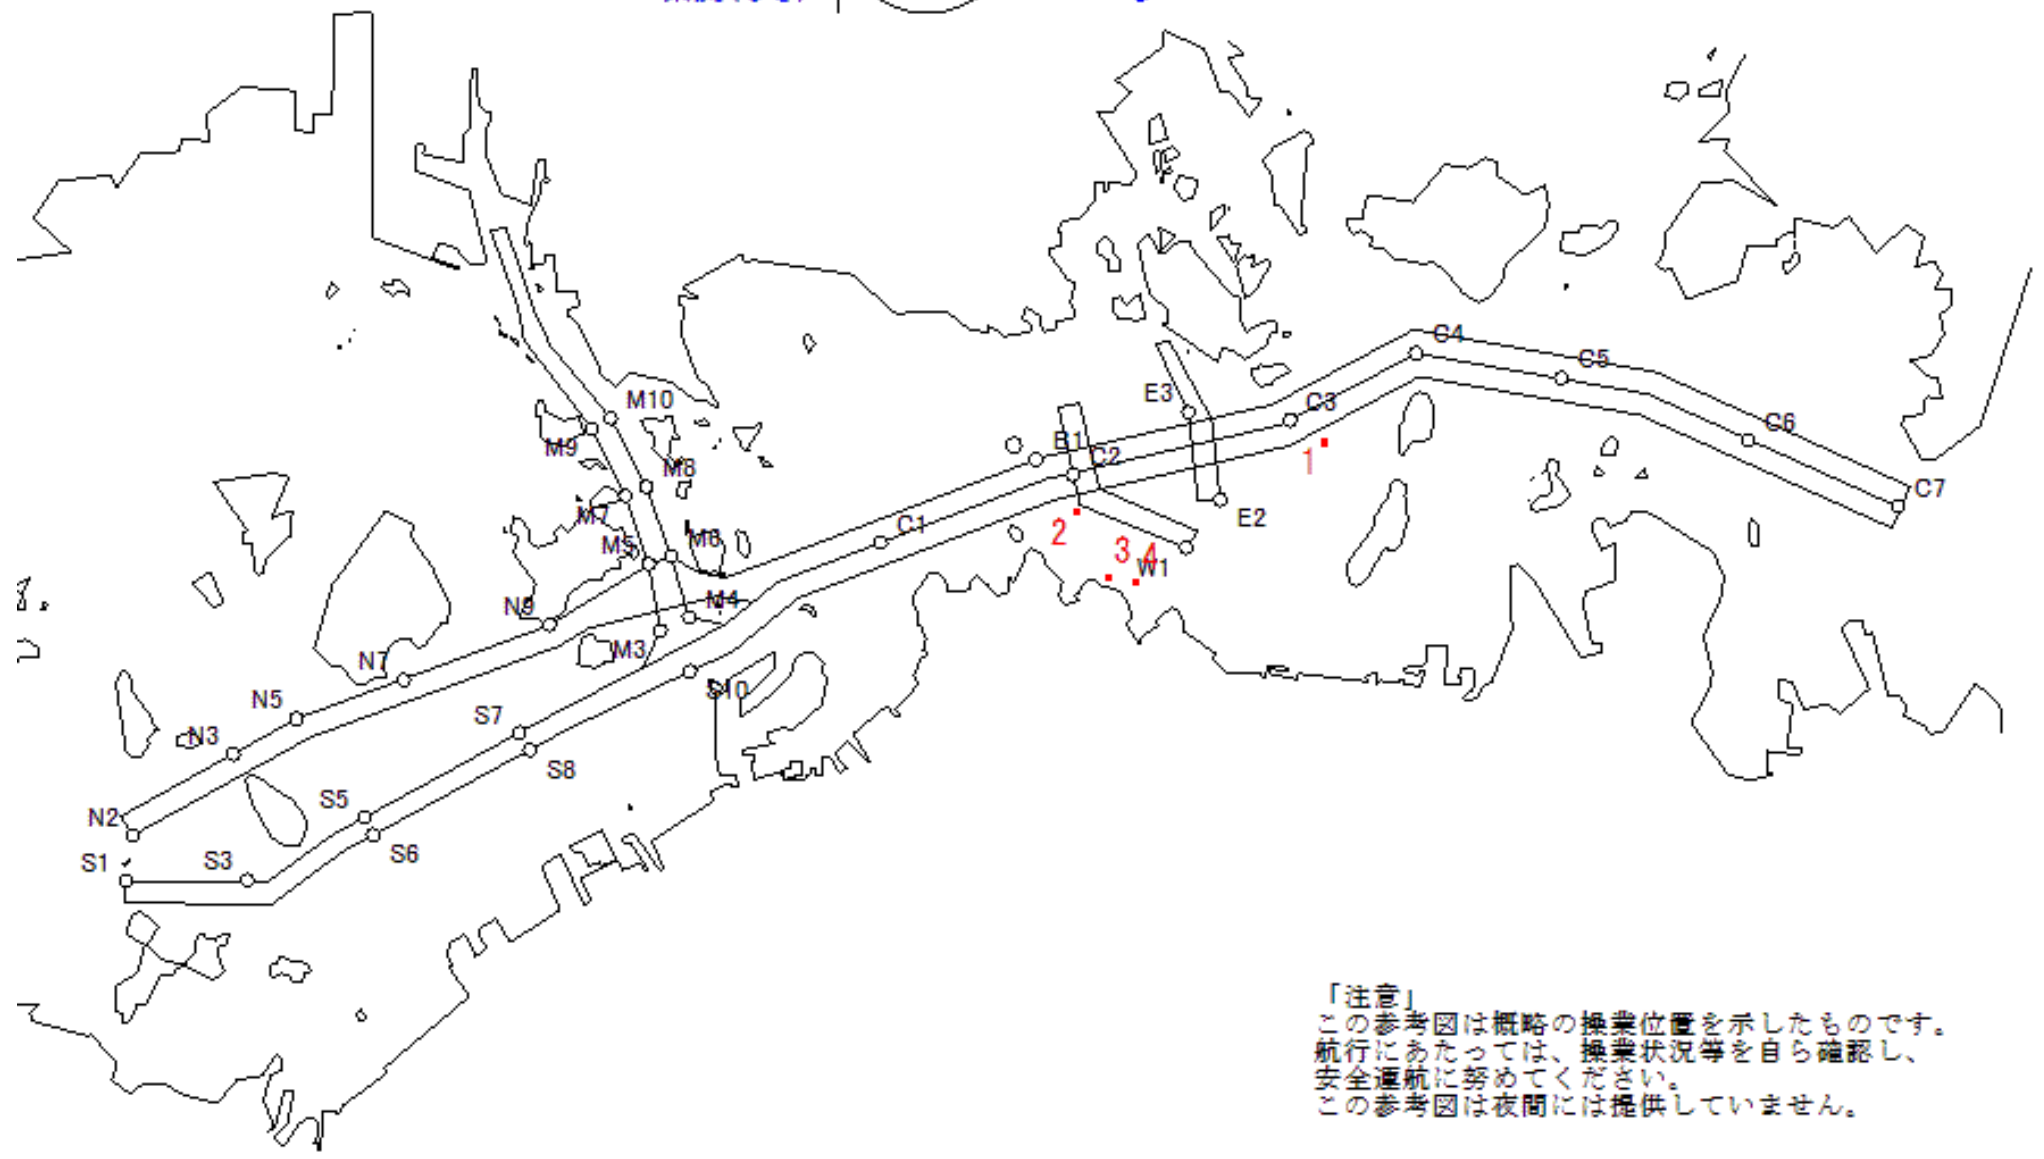 C4
C5
C6
C7
C3
1
E3
E2
B1
C2
2
3
4
W1
C1
M10
M9
M8
M7
M6
M5
M4
M3
N9
N7
N5
N3
N2
S1
S3
S5
S6
S7
S8
S10
「注意」
この参考図は概略の操業位置を示したものです。
航行にあたっては、操業状況等を自ら確認し、
安全運航に努めてください。
この参考図は夜間には提供していません。